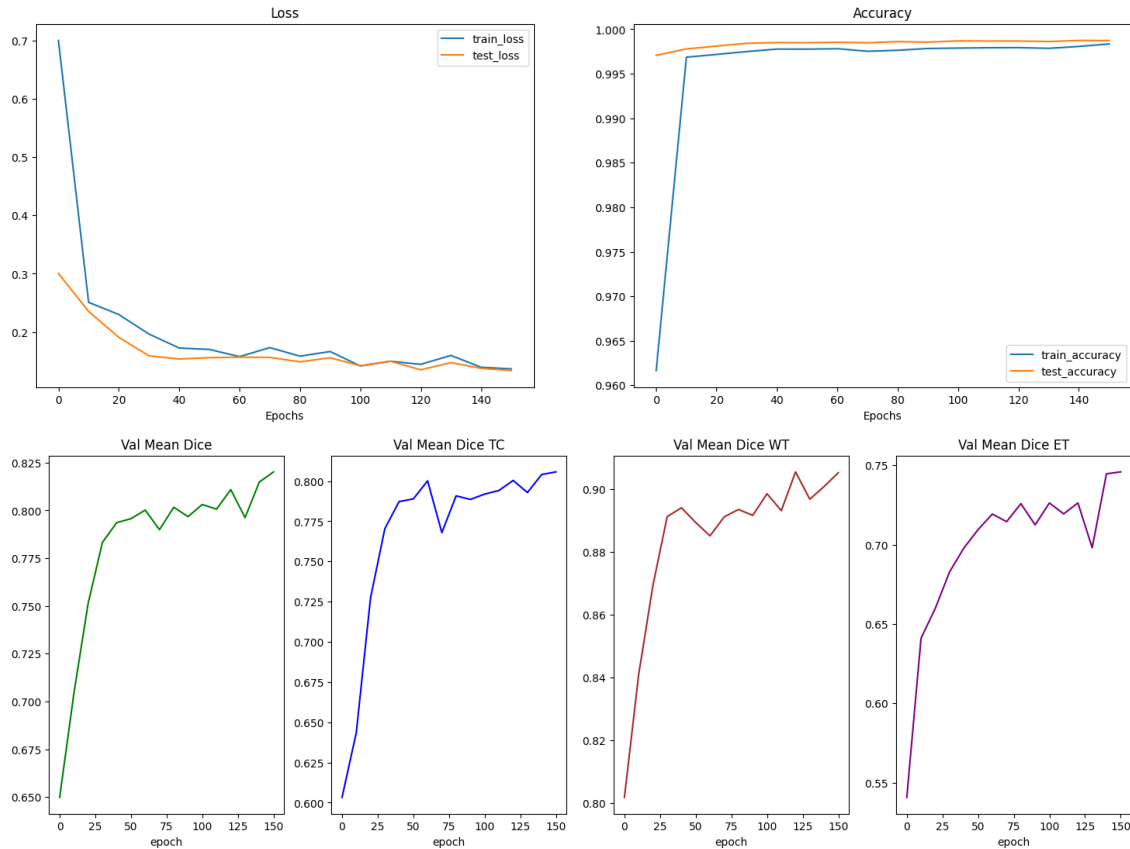 Loss
0.7
0.6
0.5
0.4
0.3
0.2
0 20 40 60 80 100 120 140
Epochs
train_loss
test_loss
Accuracy
1.000
0.995
0.990
0.985
0.980
0.975
0.970
0.965
0.960
0 20 40 60 80 100 120 140
Epochs
train_accuracy
test_accuracy
Val Mean Dice
0.825
0.800
0.775
0.750
0.725
0.700
0.675
0.650
0 25 50 75 100 125 150
epoch
Val Mean Dice TC
0.800
0.775
0.750
0.725
0.700
0.675
0.650
0.625
0.600
0 25 50 75 100 125 150
epoch
Val Mean Dice WT
0.90
0.88
0.86
0.84
0.82
0.80
0 25 50 75 100 125 150
epoch
Val Mean Dice ET
0.75
0.70
0.65
0.60
0.55
0 25 50 75 100 125 150
epoch